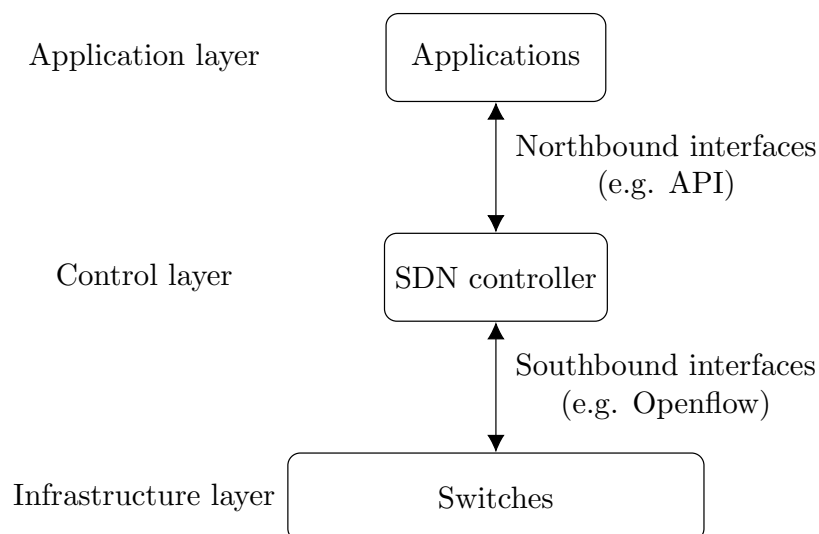 Application layer
Applications
Northbound interfaces
(e.g. API)
Control layer
SDN controller
Southbound interfaces
(e.g. Openflow)
Infrastructure layer
Switches